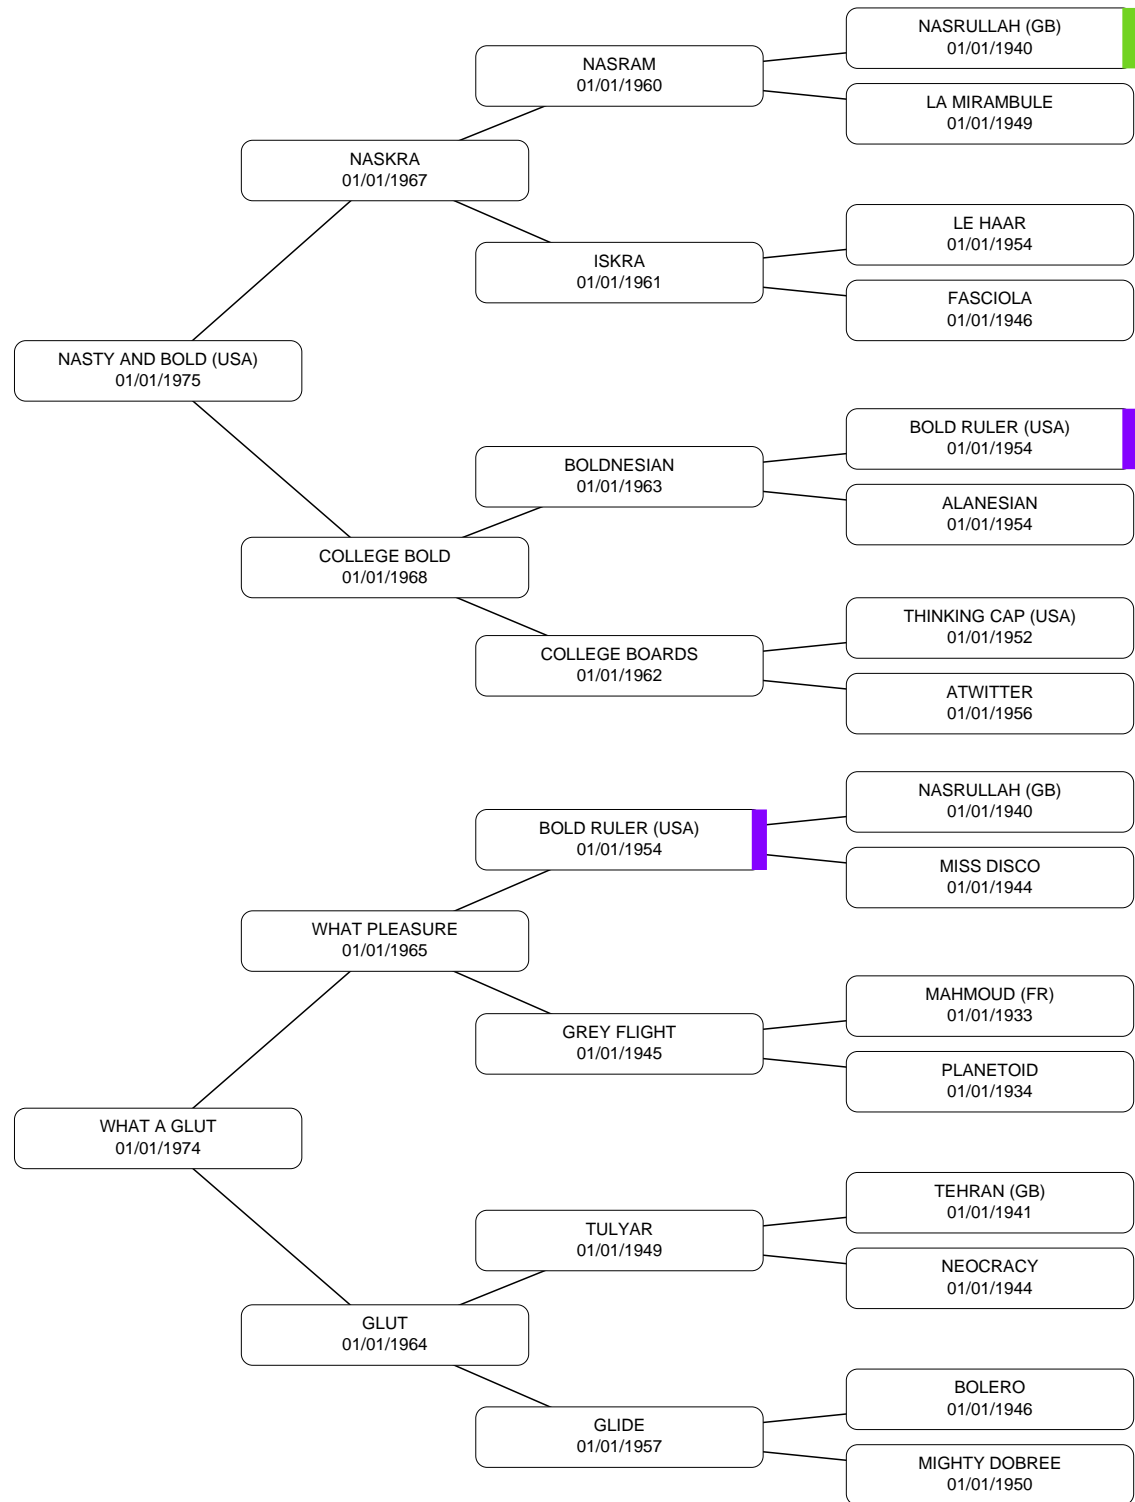 NASRULLAH (GB)
01/01/1940
NASRAM
01/01/1960
LA MIRAMBULE
01/01/1949
NASKRA
01/01/1967
LE HAAR
01/01/1954
ISKRA
01/01/1961
FASCIOLA
01/01/1946
NASTY AND BOLD (USA)
01/01/1975
BOLD RULER (USA)
01/01/1954
BOLDNESIAN
01/01/1963
ALANESIAN
01/01/1954
COLLEGE BOLD
01/01/1968
THINKING CAP (USA)
01/01/1952
COLLEGE BOARDS
01/01/1962
ATWITTER
01/01/1956
NASRULLAH (GB)
01/01/1940
BOLD RULER (USA)
01/01/1954
MISS DISCO
01/01/1944
WHAT PLEASURE
01/01/1965
MAHMOUD (FR)
01/01/1933
GREY FLIGHT
01/01/1945
PLANETOID
01/01/1934
WHAT A GLUT
01/01/1974
TEHRAN (GB)
01/01/1941
TULYAR
01/01/1949
NEOCRACY
01/01/1944
GLUT
01/01/1964
BOLERO
01/01/1946
GLIDE
01/01/1957
MIGHTY DOBREE
01/01/1950